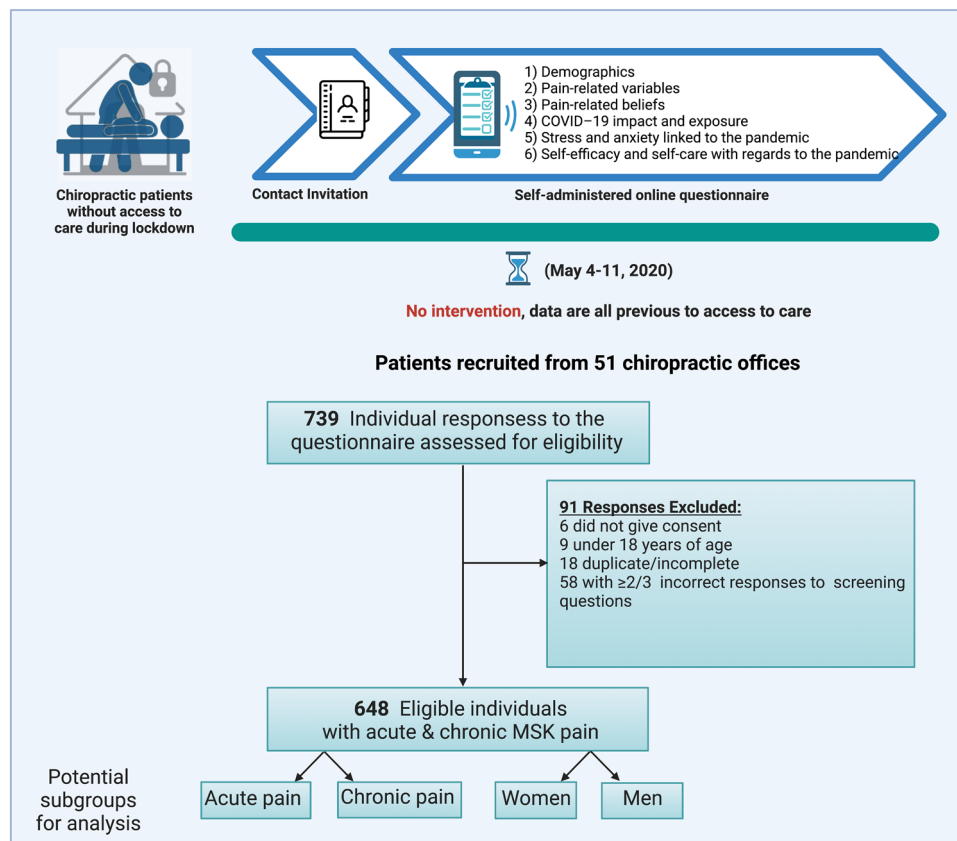 Chiropractic patients
without access to
care during lockdown
Contact Invitation
1) Demographics
2) Pain-related variables
3) Pain-related beliefs
4) COVID–19 impact and exposure
5) Stress and anxiety linked to the pandemic
6) Self-efficacy and self-care with regards to the pandemic
Self-administered online questionnaire
(May 4-11, 2020)
No intervention, data are all previous to access to care
Patients recruited from 51 chiropractic offices
739 Individual responsess to the
questionnaire assessed for eligibility
91 Responses Excluded:
6 did not give consent
9 under 18 years of age
18 duplicate/incomplete
58 with ≥2/3 incorrect responses to screening
questions
648 Eligible individuals
with acute & chronic MSK pain
Potential
subgroups
for analysis
Acute pain
Chronic pain
Women
Men